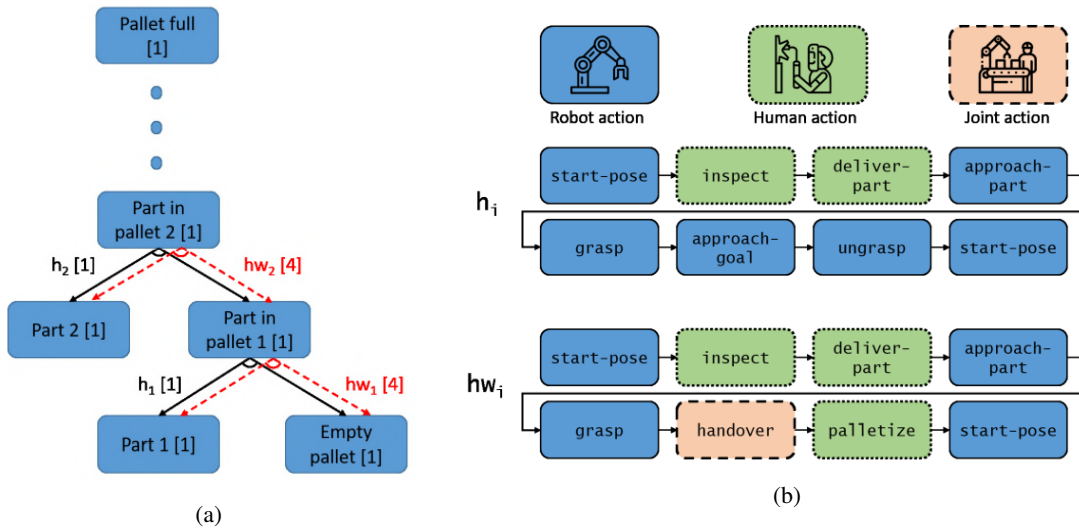 Pallet full
[1]
Part in
pallet 2 [1]
h₂ [1]
hw₂ [4]
Part 2 [1]
Part in
pallet 1 [1]
h₁ [1]
hw₁ [4]
Part 1 [1]
Empty
pallet [1]
(a)
Robot action
Human action
Joint action
hᵢ
start-pose
inspect
deliver-
part
approach-
part
grasp
approach-
goal
ungrasp
start-pose
hwᵢ
start-pose
inspect
deliver-
part
approach-
part
grasp
handover
palletize
start-pose
(b)